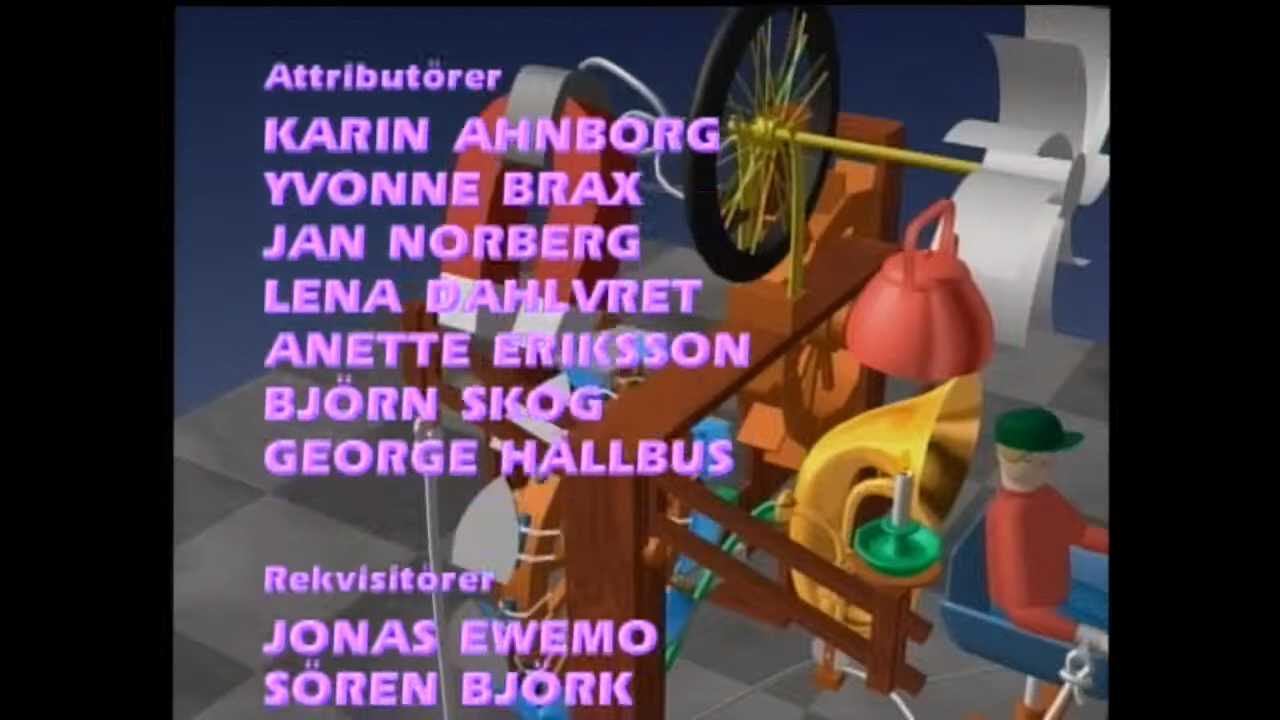 Attributörer
KARIN AHNBORG
YVONNE BRAX
JAN NORBERG
LENA DAHLVRET
ANETTE ERIKSSON
BJÖRN SKOG
GEORGE HALLBUS
Rekvisitörer
JONAS EWEMO
SÖREN BJÖRK